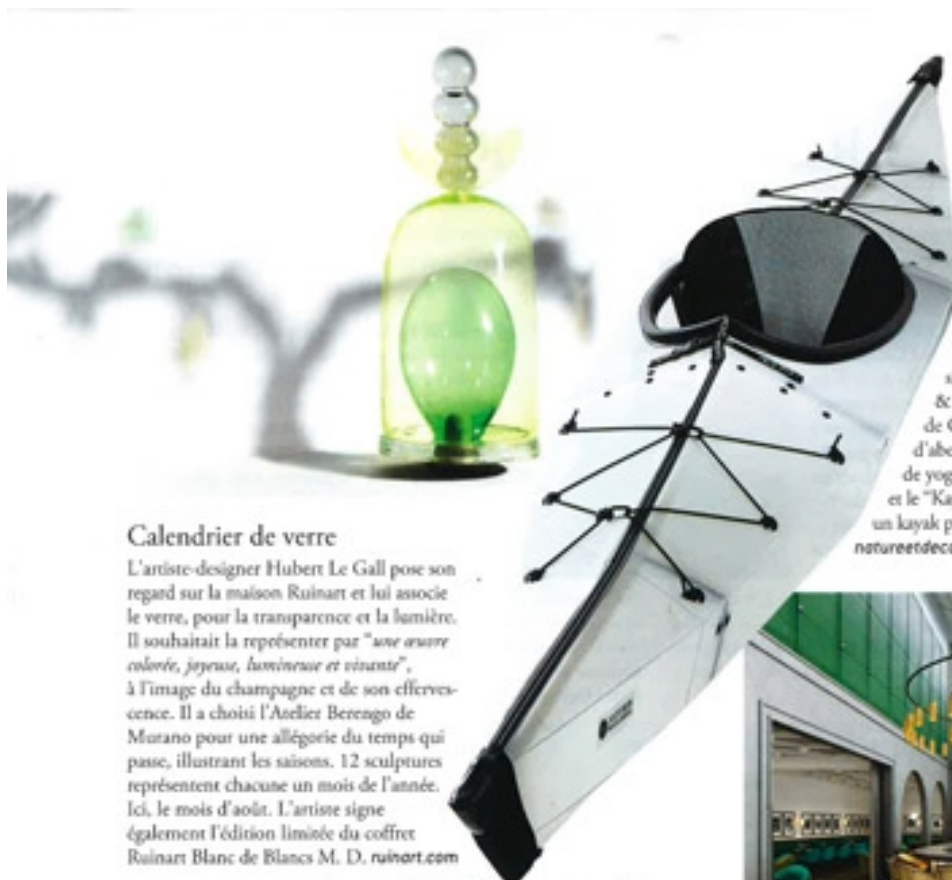 Calendrier de verre
L'artiste-designer Hubert Le Gall pose son
regard sur la maison Ruinart et lui associe
le verre, pour la transparence et la lumière.
Il souhaitait la représenter par "une œuvre
colorée, joyeuse, lumineuse et vivante",
à l'image du champagne et de son efferves-
cence. Il a choisi l'Atelier Berengo de
Murano pour une allégorie du temps qui
passe, illustrant les saisons. 12 sculptures
représentent chacune un mois de l'année.
Ici, le mois d'août. L'artiste signe
également l'édition limitée du coffret
Ruinart Blanc de Blancs M. D. ruinart.com
s
&
de
d'abo
de yog
et le "Ka
un kayak p
natureetdeco